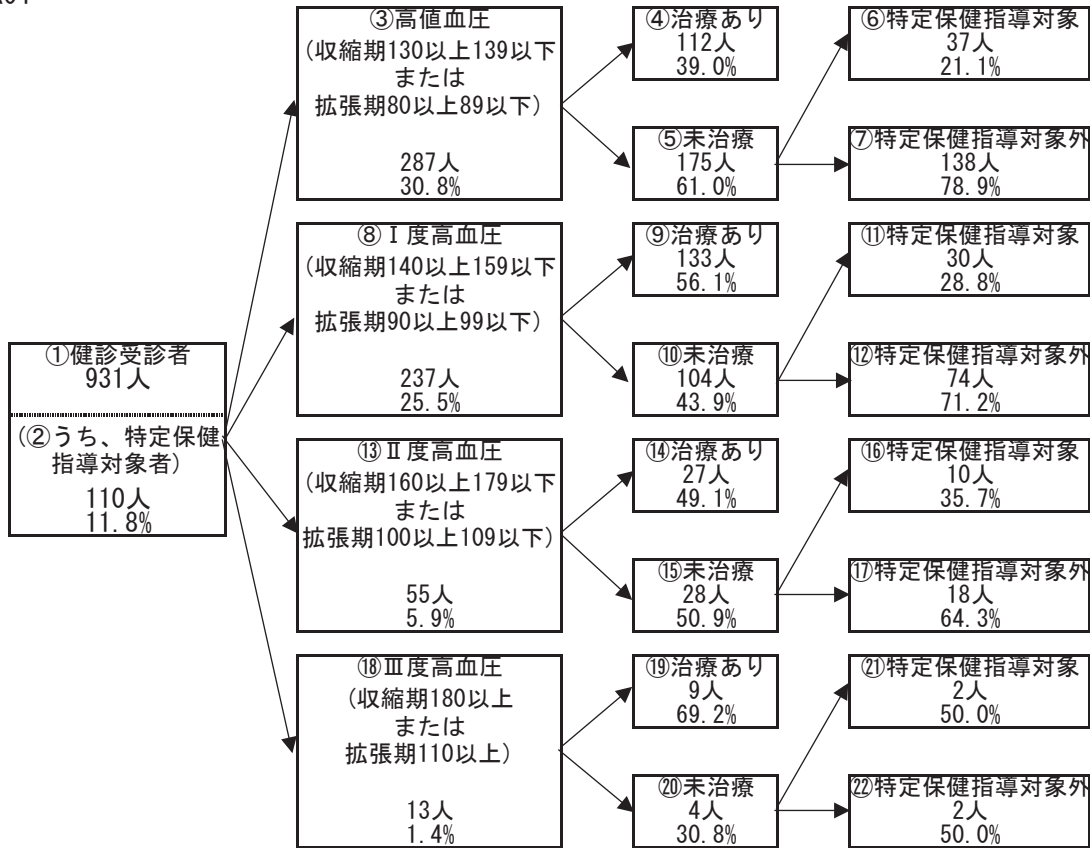 ①健診受診者
931人
(②うち、特定保健
指導対象者)
110人
11.8%
③高値血圧
(収縮期130以上139以下
または
拡張期80以上89以下)
287人
30.8%
④治療あり
112人
39.0%
⑤未治療
175人
61.0%
⑥特定保健指導対象
37人
21.1%
⑦特定保健指導対象外
138人
78.9%
⑧Ⅰ度高血圧
(収縮期140以上159以下
または
拡張期90以上99以下)
237人
25.5%
⑨治療あり
133人
56.1%
⑩未治療
104人
43.9%
⑪特定保健指導対象
30人
28.8%
⑫特定保健指導対象外
74人
71.2%
⑬Ⅱ度高血圧
(収縮期160以上179以下
または
拡張期100以上109以下)
55人
5.9%
⑭治療あり
27人
49.1%
⑮未治療
28人
50.9%
⑯特定保健指導対象
10人
35.7%
⑰特定保健指導対象外
18人
64.3%
⑱Ⅲ度高血圧
(収縮期180以上
または
拡張期110以上)
13人
1.4%
⑲治療あり
9人
69.2%
⑳未治療
4人
30.8%
㉑特定保健指導対象
2人
50.0%
㉒特定保健指導対象外
2人
50.0%